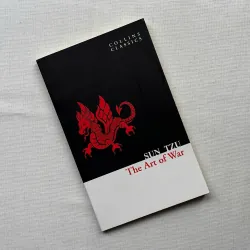 COLLINS
CLASSICS
SUN TZU
The Art of War